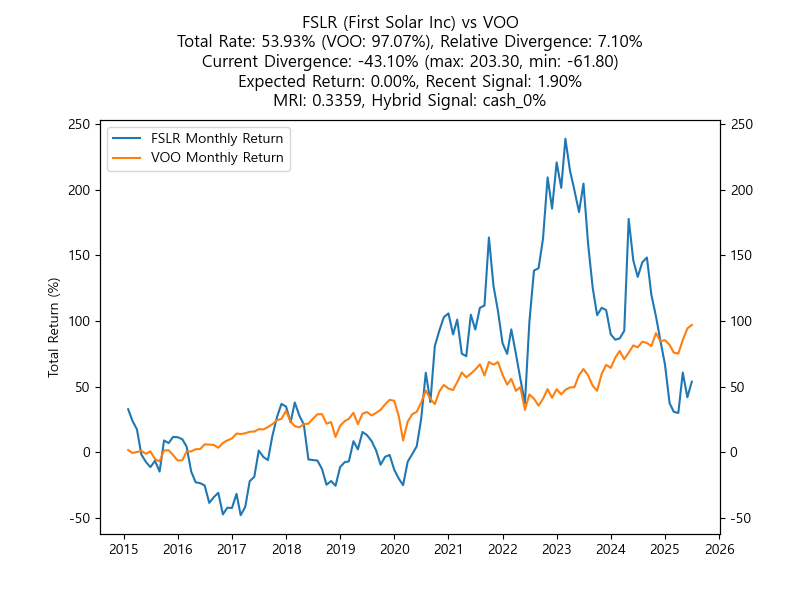 FSLR (First Solar Inc) vs VOO
Total Rate: 53.93% (VOO: 97.07%), Relative Divergence: 7.10%
Current Divergence: -43.10% (max: 203.30, min: -61.80)
Expected Return: 0.00%, Recent Signal: 1.90%
MRI: 0.3359, Hybrid Signal: cash_0%
FSLR Monthly Return
VOO Monthly Return
Total Return (%)
250
200
150
100
50
0
-50
250
200
150
100
50
0
-50
2015 2016 2017 2018 2019 2020 2021 2022 2023 2024 2025 2026